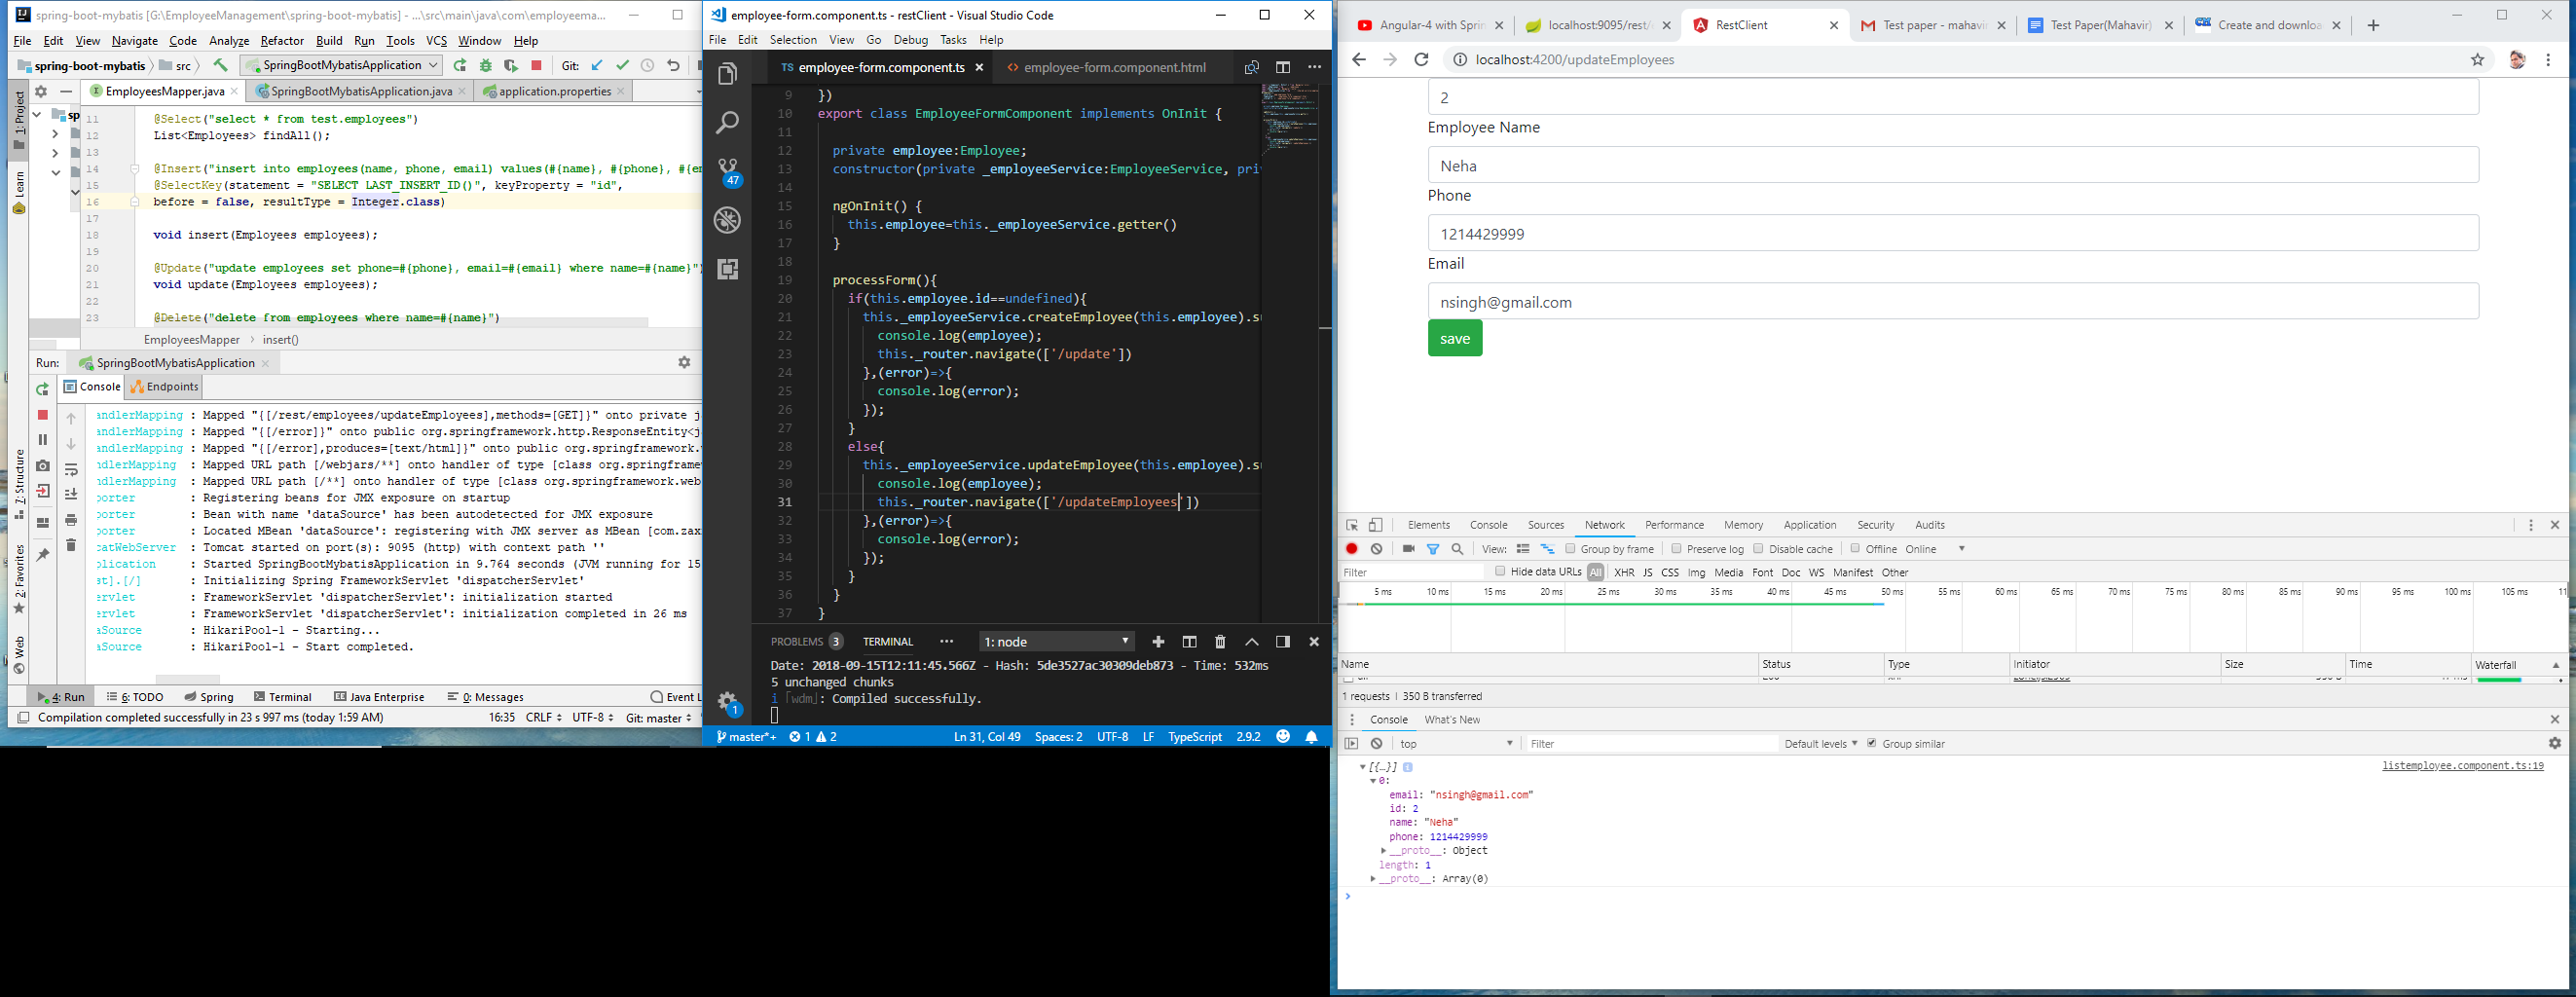 spring-boot-mybatis [G:\EmployeeManagement\spring-boot-mybatis] - ...\src\main\java\com\employeema...
File Edit View Navigate Code Analyze Refactor Build Run Tools VCS Window Help
spring-boot-mybatis src SpringBootMybatisApplication Git:
1: Project
Learn
7: Structure
2: Favorites
Web
EmployeesMapper.java SpringBootMybatisApplication.java application.properties
sp
11 @Select("select * from test.employees")
12 List<Employees> findAll();
13
14 @Insert("insert into employees(name, phone, email) values(#{name}, #{phone}, #{em
15 @SelectKey(statement = "SELECT LAST_INSERT_ID()", keyProperty = "id",
16 before = false, resultType = Integer.class)
17
18 void insert(Employees employees);
19
20 @Update("update employees set phone=#{phone}, email=#{email} where name=#{name}")
21 void update(Employees employees);
22
23 @Delete("delete from employees where name=#{name}")
EmployeesMapper › insert()
Run: SpringBootMybatisApplication
Console Endpoints
andlerMapping : Mapped "{[/rest/employees/updateEmployees],methods=[GET]}" onto private j
andlerMapping : Mapped "{[/error]}" onto public org.springframework.http.ResponseEntity<j
andlerMapping : Mapped "{[/error],produces=[text/html]}" onto public org.springframework.
ndlerMapping : Mapped URL path [/webjars/**] onto handler of type [class org.springframew
ndlerMapping : Mapped URL path [/**] onto handler of type [class org.springframework.web
porter : Registering beans for JMX exposure on startup
porter : Bean with name 'dataSource' has been autodetected for JMX exposure
porter : Located MBean 'dataSource': registering with JMX server as MBean [com.zax
catWebServer : Tomcat started on port(s): 9095 (http) with context path ''
plication : Started SpringBootMybatisApplication in 9.764 seconds (JVM running for 15
at].[/] : Initializing Spring FrameworkServlet 'dispatcherServlet'
ervlet : FrameworkServlet 'dispatcherServlet': initialization started
ervlet : FrameworkServlet 'dispatcherServlet': initialization completed in 26 ms
aSource : HikariPool-1 - Starting...
aSource : HikariPool-1 - Start completed.
4: Run 6: TODO Spring Terminal Java Enterprise 0: Messages Event L
Compilation completed successfully in 23 s 997 ms (today 1:59 AM) 16:35 CRLF UTF-8 Git: master
employee-form.component.ts - restClient - Visual Studio Code
File Edit Selection View Go Debug Tasks Help
TS employee-form.component.ts <> employee-form.component.html
47
1
9 })
10 export class EmployeeFormComponent implements OnInit {
11
12 private employee:Employee;
13 constructor(private _employeeService:EmployeeService, pri
14
15 ngOnInit() {
16 this.employee=this._employeeService.getter()
17 }
18
19 processForm(){
20 if(this.employee.id==undefined){
21 this._employeeService.createEmployee(this.employee).s
22 console.log(employee);
23 this._router.navigate(['/update'])
24 },(error)=>{
25 console.log(error);
26 });
27 }
28 else{
29 this._employeeService.updateEmployee(this.employee).s
30 console.log(employee);
31 this._router.navigate(['/updateEmployees'])
32 },(error)=>{
33 console.log(error);
34 });
35 }
36 }
37 }
PROBLEMS 3 TERMINAL ... 1: node
Date: 2018-09-15T12:11:45.566Z - Hash: 5de3527ac30309deb873 - Time: 532ms
5 unchanged chunks
i ｢wdm｣: Compiled successfully.
master*+ 1 2 Ln 31, Col 49 Spaces: 2 UTF-8 LF TypeScript 2.9.2
Angular-4 with Sprin localhost:9095/rest/ RestClient Test paper - mahavir Test Paper(Mahavir) Create and downloa
localhost:4200/updateEmployees
2
Employee Name
Neha
Phone
1214429999
Email
nsingh@gmail.com
save
Elements Console Sources Network Performance Memory Application Security Audits
View: Group by frame Preserve log Disable cache Offline Online
Filter Hide data URLs All XHR JS CSS Img Media Font Doc WS Manifest Other
5 ms 10 ms 15 ms 20 ms 25 ms 30 ms 35 ms 40 ms 45 ms 50 ms 55 ms 60 ms 65 ms 70 ms 75 ms 80 ms 85 ms 90 ms 95 ms 100 ms 105 ms 11
Name Status Type Initiator Size Time Waterfall
1 requests | 350 B transferred
Console What's New
top Filter Default levels Group similar
[{…}] listemployee.component.ts:19
0:
email: "nsingh@gmail.com"
id: 2
name: "Neha"
phone: 1214429999
__proto__: Object
length: 1
__proto__: Array(0)